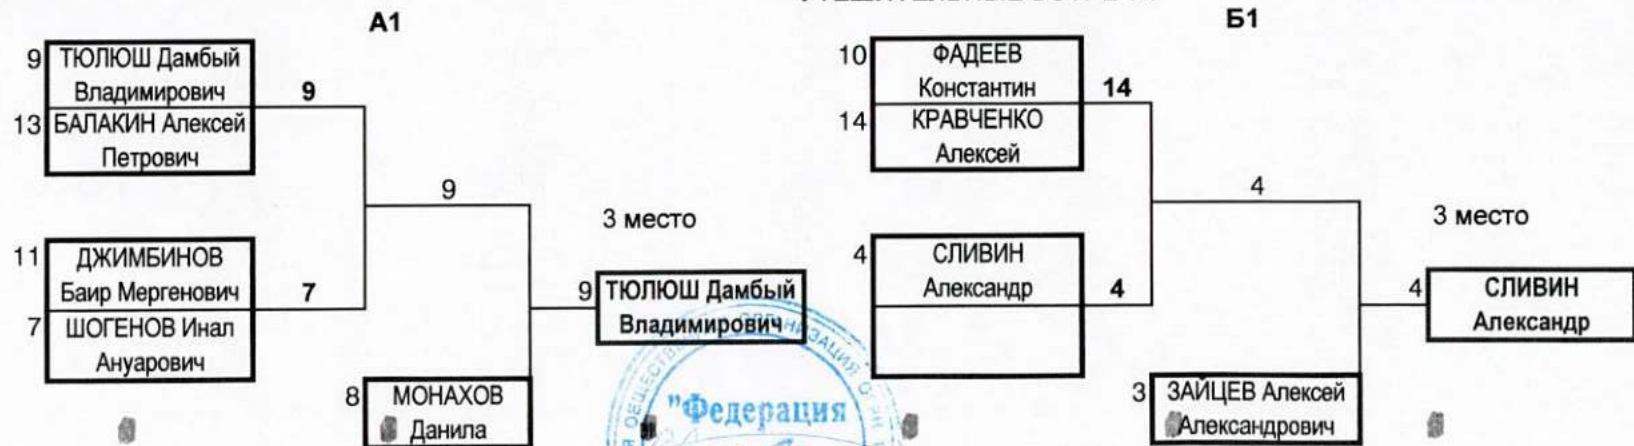 А1
9 ТЮЛЮШ Дамбый
Владимирович
9
13 БАЛАКИН Алексей
Петрович
9
11 ДЖИМБИНОВ
Баир Мергенович
7
7 ШОГЕНОВ Инал
Ануарович
8 МОНАХОВ
Данила
3 место
9 ТЮЛЮШ Дамбый
Владимирович
"Федерация
Б1
10 ФАДЕЕВ
Константин
14
14 КРАВЧЕНКО
Алексей
4
4 СЛИВИН
Александр
4
3 ЗАЙЦЕВ Алексей
Александрович
3 место
4 СЛИВИН
Александр